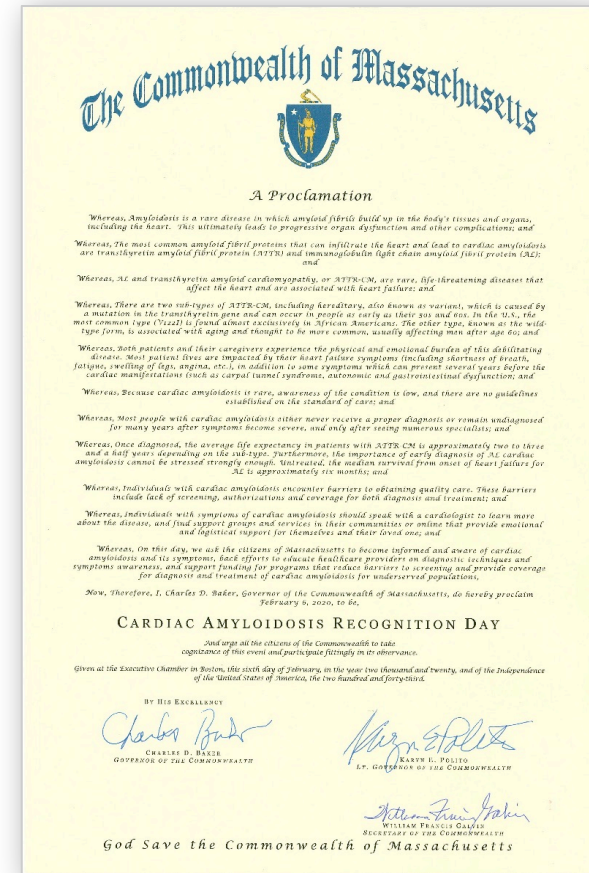 The Commonwealth of Massachusetts
A Proclamation
Whereas, Amyloidosis is a rare disease in which amyloid fibrils build up in the body's tissues and organs,
including the heart. This ultimately leads to progressive organ dysfunction and other complications; and
Whereas, The most common amyloid fibril proteins that can infiltrate the heart and lead to cardiac amyloidosis
are transthyretin amyloid fibril protein (ATTR) and immunoglobulin light chain amyloid fibril protein (AL);
and
Whereas, AL and transthyretin amyloid cardiomyopathy, or ATTR-CM, are rare, life-threatening diseases that
affect the heart and are associated with heart failure; and
Whereas, There are two sub-types of ATTR-CM, including hereditary, also known as variant, which is caused by
a mutation in the transthyretin gene and can occur in people as early as their 50s and 60s. In the U.S., the
most common type (V122I) is found almost exclusively in African Americans. The other type, known as the wild-
type form, is associated with aging and thought to be more common, usually affecting men after age 60; and
Whereas, Both patients and their caregivers experience the physical and emotional burden of this debilitating
disease. Most patient lives are impacted by their heart failure symptoms (including shortness of breath,
fatigue, swelling of legs, angina, etc.), in addition to some symptoms which can present several years before the
cardiac manifestations (such as carpal tunnel syndrome, autonomic and gastrointestinal dysfunction; and
Whereas, Because cardiac amyloidosis is rare, awareness of the condition is low, and there are no guidelines
established on the standard of care; and
Whereas, Most people with cardiac amyloidosis either never receive a proper diagnosis or remain undiagnosed
for many years after symptoms become severe, and only after seeing numerous specialists; and
Whereas, Once diagnosed, the average life expectancy in patients with ATTR CM is approximately two to three
and a half years depending on the sub-type. Furthermore, the importance of early diagnosis of AL cardiac
amyloidosis cannot be stressed strongly enough. Untreated, the median survival from onset of heart failure for
AL is approximately six months; and
Whereas, Individuals with cardiac amyloidosis encounter barriers to obtaining quality care. These barriers
include lack of screening, authorizations and coverage for both diagnosis and treatment; and
Whereas, Individuals with symptoms of cardiac amyloidosis should speak with a cardiologist to learn more
about the disease, and find support groups and services in their communities or online that provide emotional
and logistical support for themselves and their loved one; and
Whereas, On this day, we ask the citizens of Massachusetts to become informed and aware of cardiac
amyloidosis and its symptoms, back efforts to educate healthcare providers on diagnostic techniques and
symptoms awareness, and support funding for programs that reduce barriers to screening and provide coverage
for diagnosis and treatment of cardiac amyloidosis for underserved populations,
Now, Therefore, I, Charles D. Baker, Governor of the Commonwealth of Massachusetts, do hereby proclaim
February 6, 2020, to be,
CARDIAC AMYLOIDOSIS RECOGNITION DAY
And urge all the citizens of the Commonwealth to take
cognizance of this event and participate fittingly in its observance.
Given at the Executive Chamber in Boston, this sixth day of February, in the year two thousand and twenty, and of the Independence
of the United States of America, the two hundred and forty-third.
BY HIS EXCELLENCY
Charles Baker
CHARLES D. BAKER
GOVERNOR OF THE COMMONWEALTH
Karyn E Polito
KARYN E. POLITO
LT. GOVERNOR OF THE COMMONWEALTH
William Francis Galvin
WILLIAM FRANCIS GALVIN
SECRETARY OF THE COMMONWEALTH
God Save the Commonwealth of Massachusetts